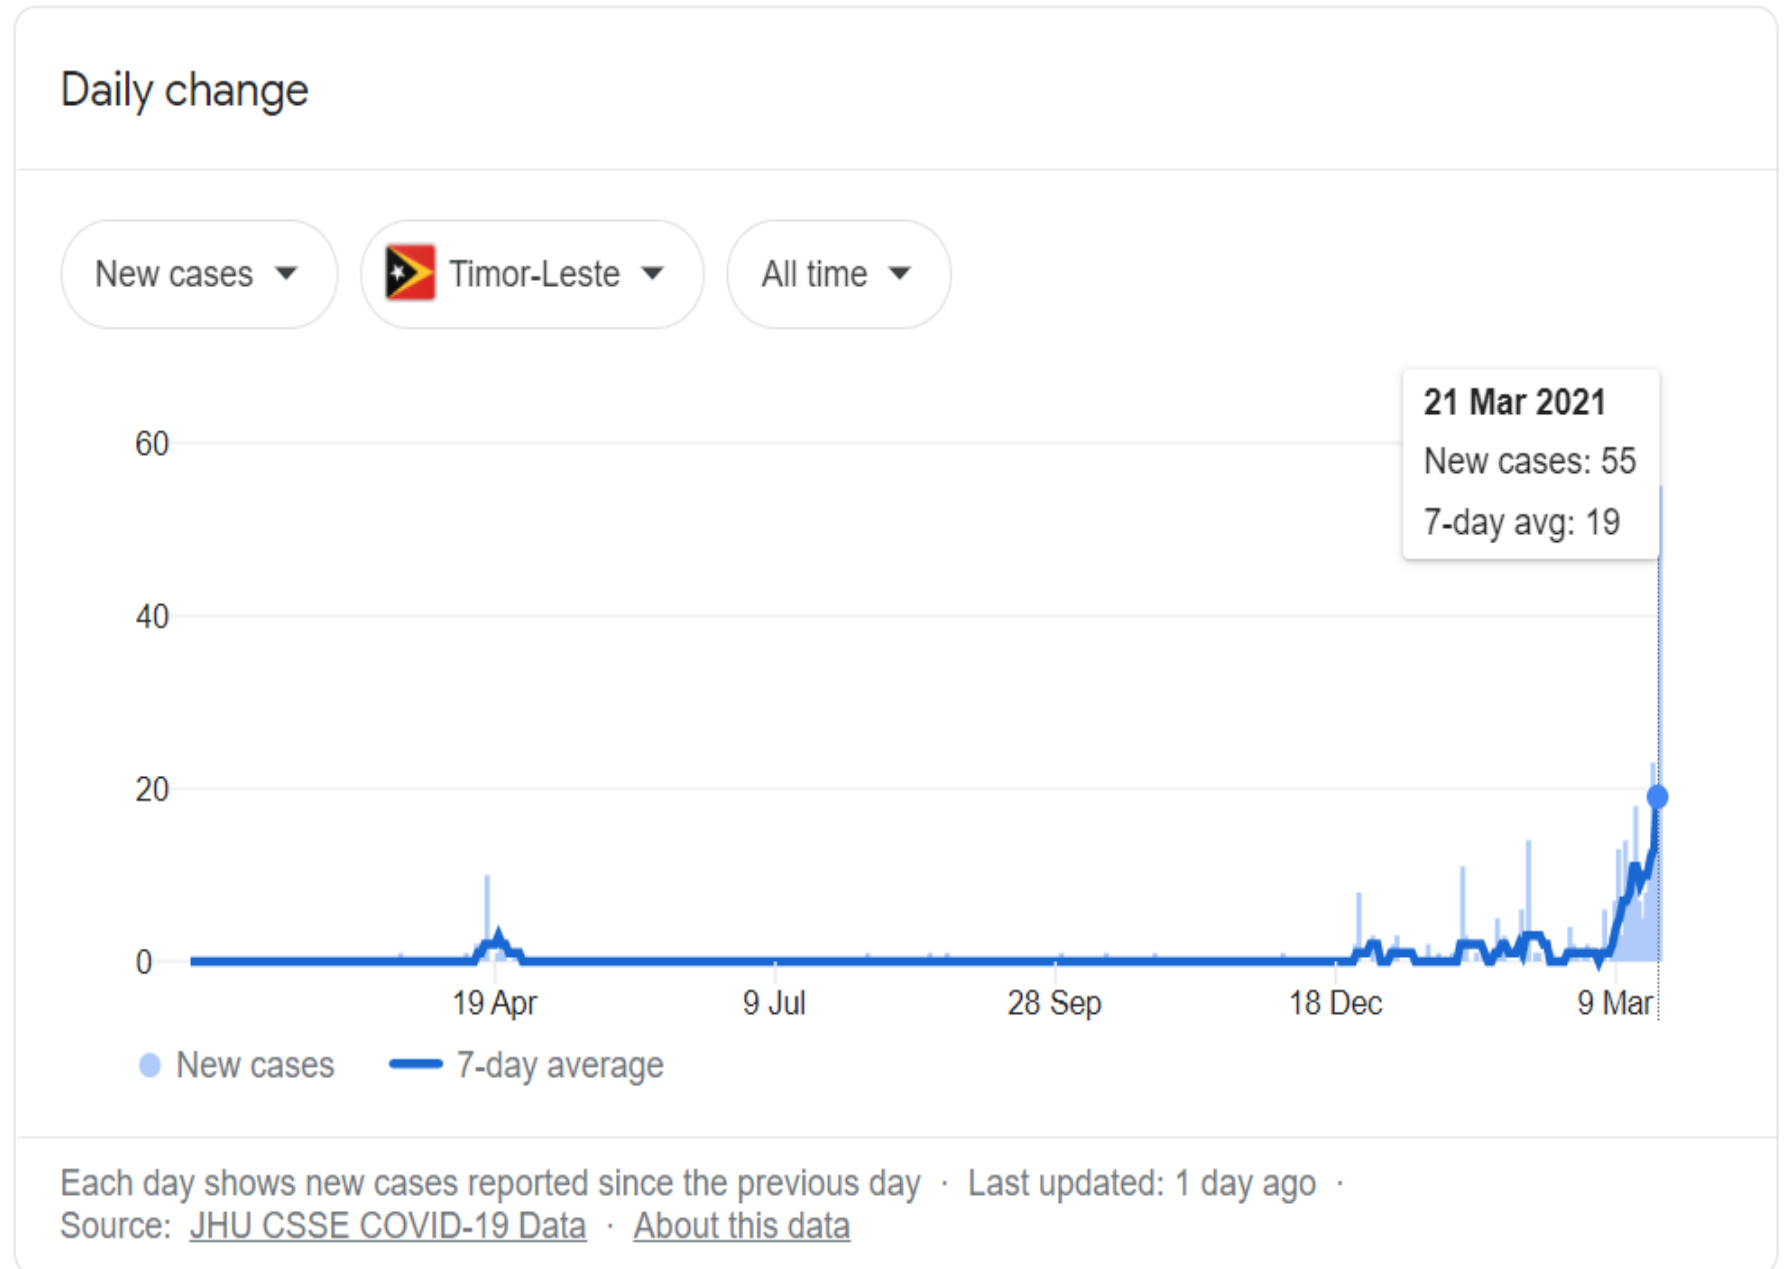 Daily change
New cases
Timor-Leste
All time
21 Mar 2021
New cases: 55
7-day avg: 19
60
40
20
0
19 Apr
9 Jul
28 Sep
18 Dec
9 Mar
New cases
7-day average
Each day shows new cases reported since the previous day · Last updated: 1 day ago ·
Source: JHU CSSE COVID-19 Data · About this data